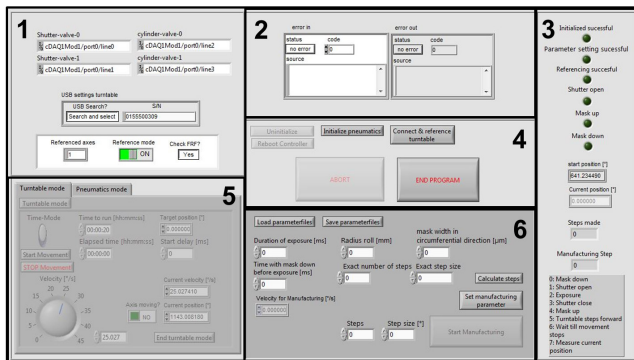 1
Shutter-valve-0 cylinder-valve-0
cDAQ1Mod1/port0/line0 cDAQ1Mod1/port0/line2
Shutter-valve-1 cylinder-valve-1
cDAQ1Mod1/port0/line1 cDAQ1Mod1/port0/line3
USB settings turntable
USB Search? S/N
Search and select 0155500309
Referenced axes Reference mode Check FRF?
1 ON Yes
2
error in error out
status code status code
no error 0 no error 0
source source
3
Initialized sucessful
Parameter setting sucessful
Referencing succesful
Shutter open
Mask up
Mask down
start position [°]
641.234490
Current position [°]
0.000000
Steps made
0
Manufacturing Step
0
0: Mask down
1: Shutter open
2: Exposure
3: Shutter close
4: Mask up
5: Turntable steps forward
6: Wait till movement
stops
7: Measure current
position
4
Uninitialize Initialize pneumatics Connect & reference
turntable
Reboot Controller
ABORT END PROGRAM
5
Turntable mode Pneumatics mode
Turntable mode
Time-Mode Time to run [hh:mm:ss] Target position [°]
00:00:20 0.000000
Elapsed time [hh:mm:ss] Start delay [ms]
Start Movement 00:00:00 0
STOP Movement
Velocity [°/s] Current velocity [°/s]
15 20 25 30 35 40 45 50
25.027410
Axis moving? Current position [°]
NO 1143.008180
25.027 End turntable mode
6
Load parameterfiles Save parameterfiles
Duration of exposure [ms] Radius roll [mm] mask width in
circumferential direction [µm]
0 0 0
Time with mask down
before exposure [ms] Exact number of steps Exact step size
0 0 0 Calculate steps
Velocity for Manufacturing [°/s]
0.000000 Set manufacturing
parameter
Steps Step size [°]
0 0 Start Manufacturing